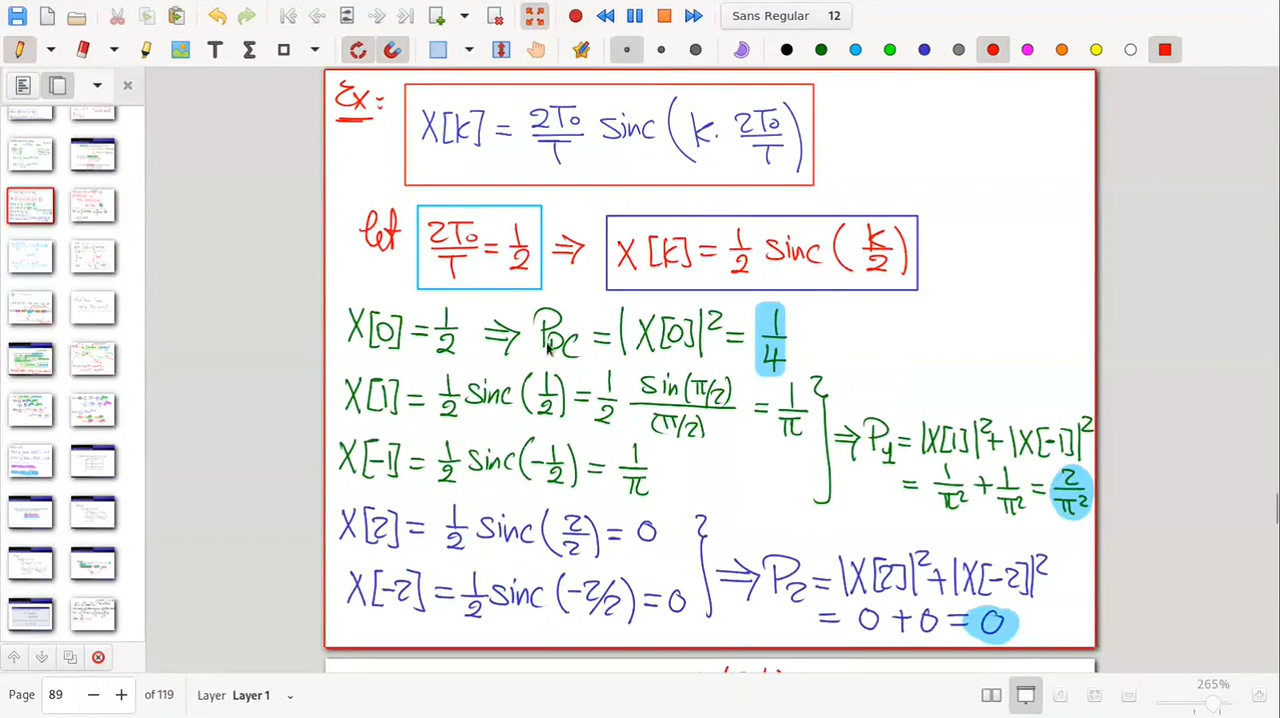 Sans Regular 12
Ex:
X[k] = 2T₀/T sinc (k · 2T₀/T)
let 2T₀/T = 1/2 ⇒ X[k] = 1/2 sinc (k/2)
X[0] = 1/2 ⇒ P_DC = |X[0]|² = 1/4
X[1] = 1/2 sinc (1/2) = 1/2 sin(π/2)/(π/2) = 1/π
X[-1] = 1/2 sinc (-1/2) = 1/π
} ⇒ P₁ = |X[1]|² + |X[-1]|²
= 1/π² + 1/π² = 2/π²
X[2] = 1/2 sinc (2/2) = 0
X[-2] = 1/2 sinc (-2/2) = 0
} ⇒ P₂ = |X[2]|² + |X[-2]|²
= 0 + 0 = 0
Page 89 of 119 Layer Layer 1
265%